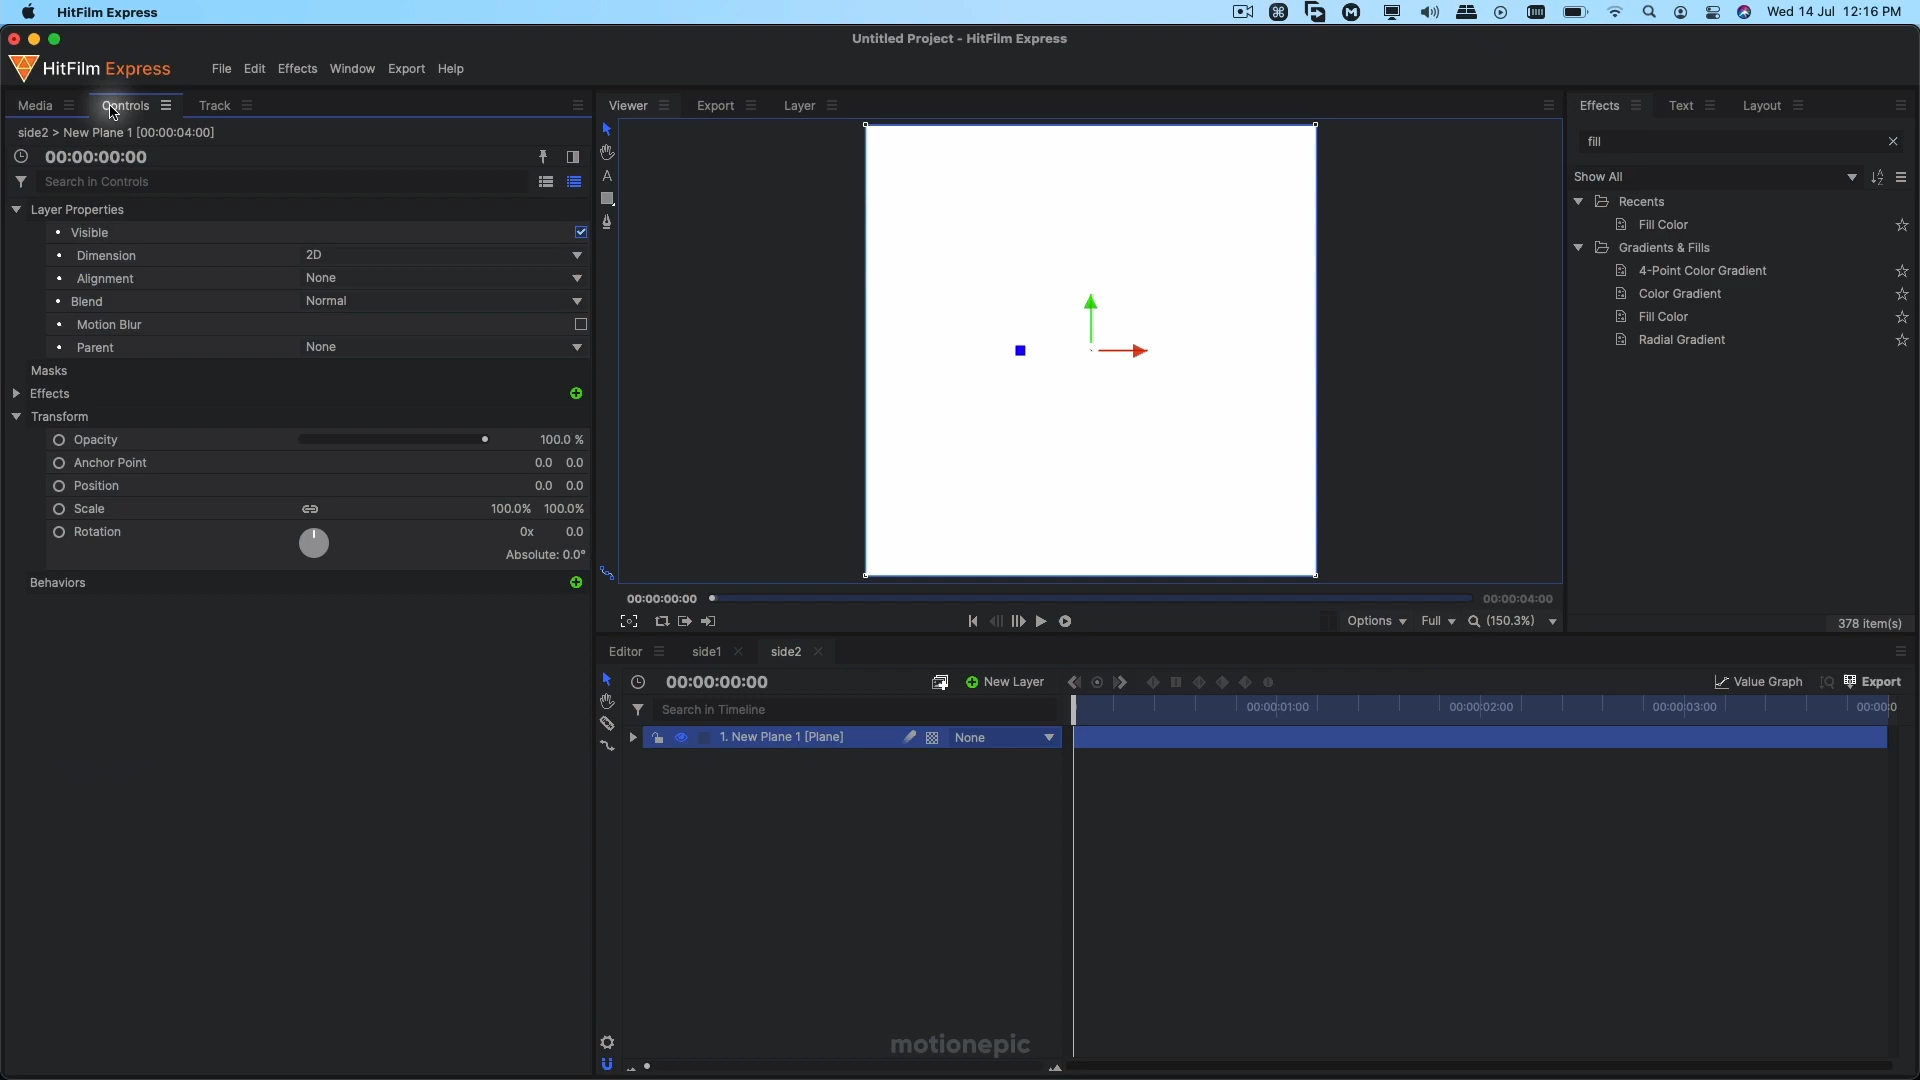 HitFilm Express
Wed 14 Jul 12:16 PM
Untitled Project - HitFilm Express
HitFilm Express
File Edit Effects Window Export Help
Media Controls Track
Viewer Export Layer
Effects Text Layout
side2 > New Plane 1 [00:00:04:00]
00:00:00:00
Search in Controls
Layer Properties
Visible
Dimension 2D
Alignment None
Blend Normal
Motion Blur
Parent None
Masks
Effects
Transform
Opacity 100.0 %
Anchor Point 0.0 0.0
Position 0.0 0.0
Scale 100.0% 100.0%
Rotation 0x 0.0
Absolute: 0.0°
Behaviors
A
00:00:00:00 00:00:04:00
Options Full (150.3%)
fill
Show All
Recents
Fill Color
Gradients & Fills
4-Point Color Gradient
Color Gradient
Fill Color
Radial Gradient
378 item(s)
Editor side1 side2
00:00:00:00 New Layer Value Graph Export
Search in Timeline
00:00:01:00 00:00:02:00 00:00:03:00 00:00:0
1. New Plane 1 [Plane] None
motionepic